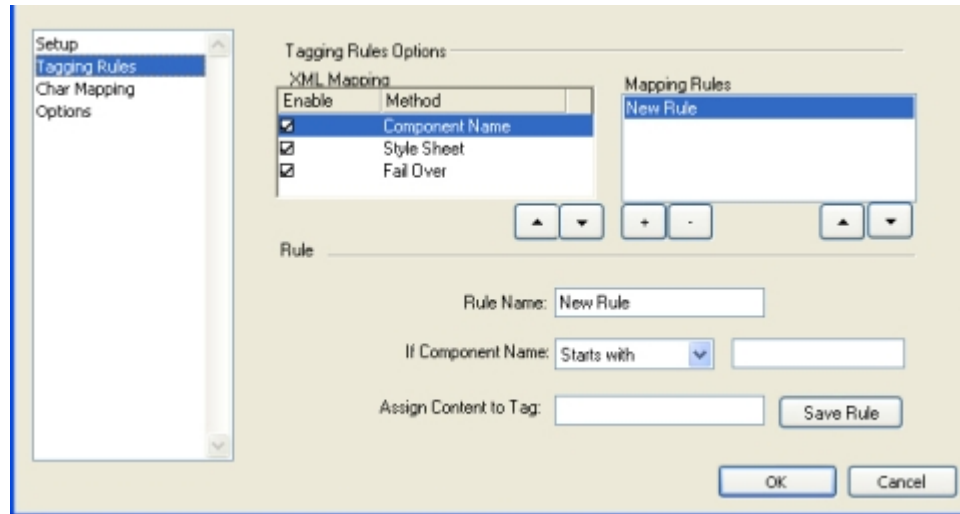 Setup
Tagging Rules
Char Mapping
Options
Tagging Rules Options
XML Mapping
Enable Method
Component Name
Style Sheet
Fail Over
Mapping Rules
New Rule
+ -
Rule
Rule Name: New Rule
If Component Name: Starts with
Assign Content to Tag:
Save Rule
OK Cancel